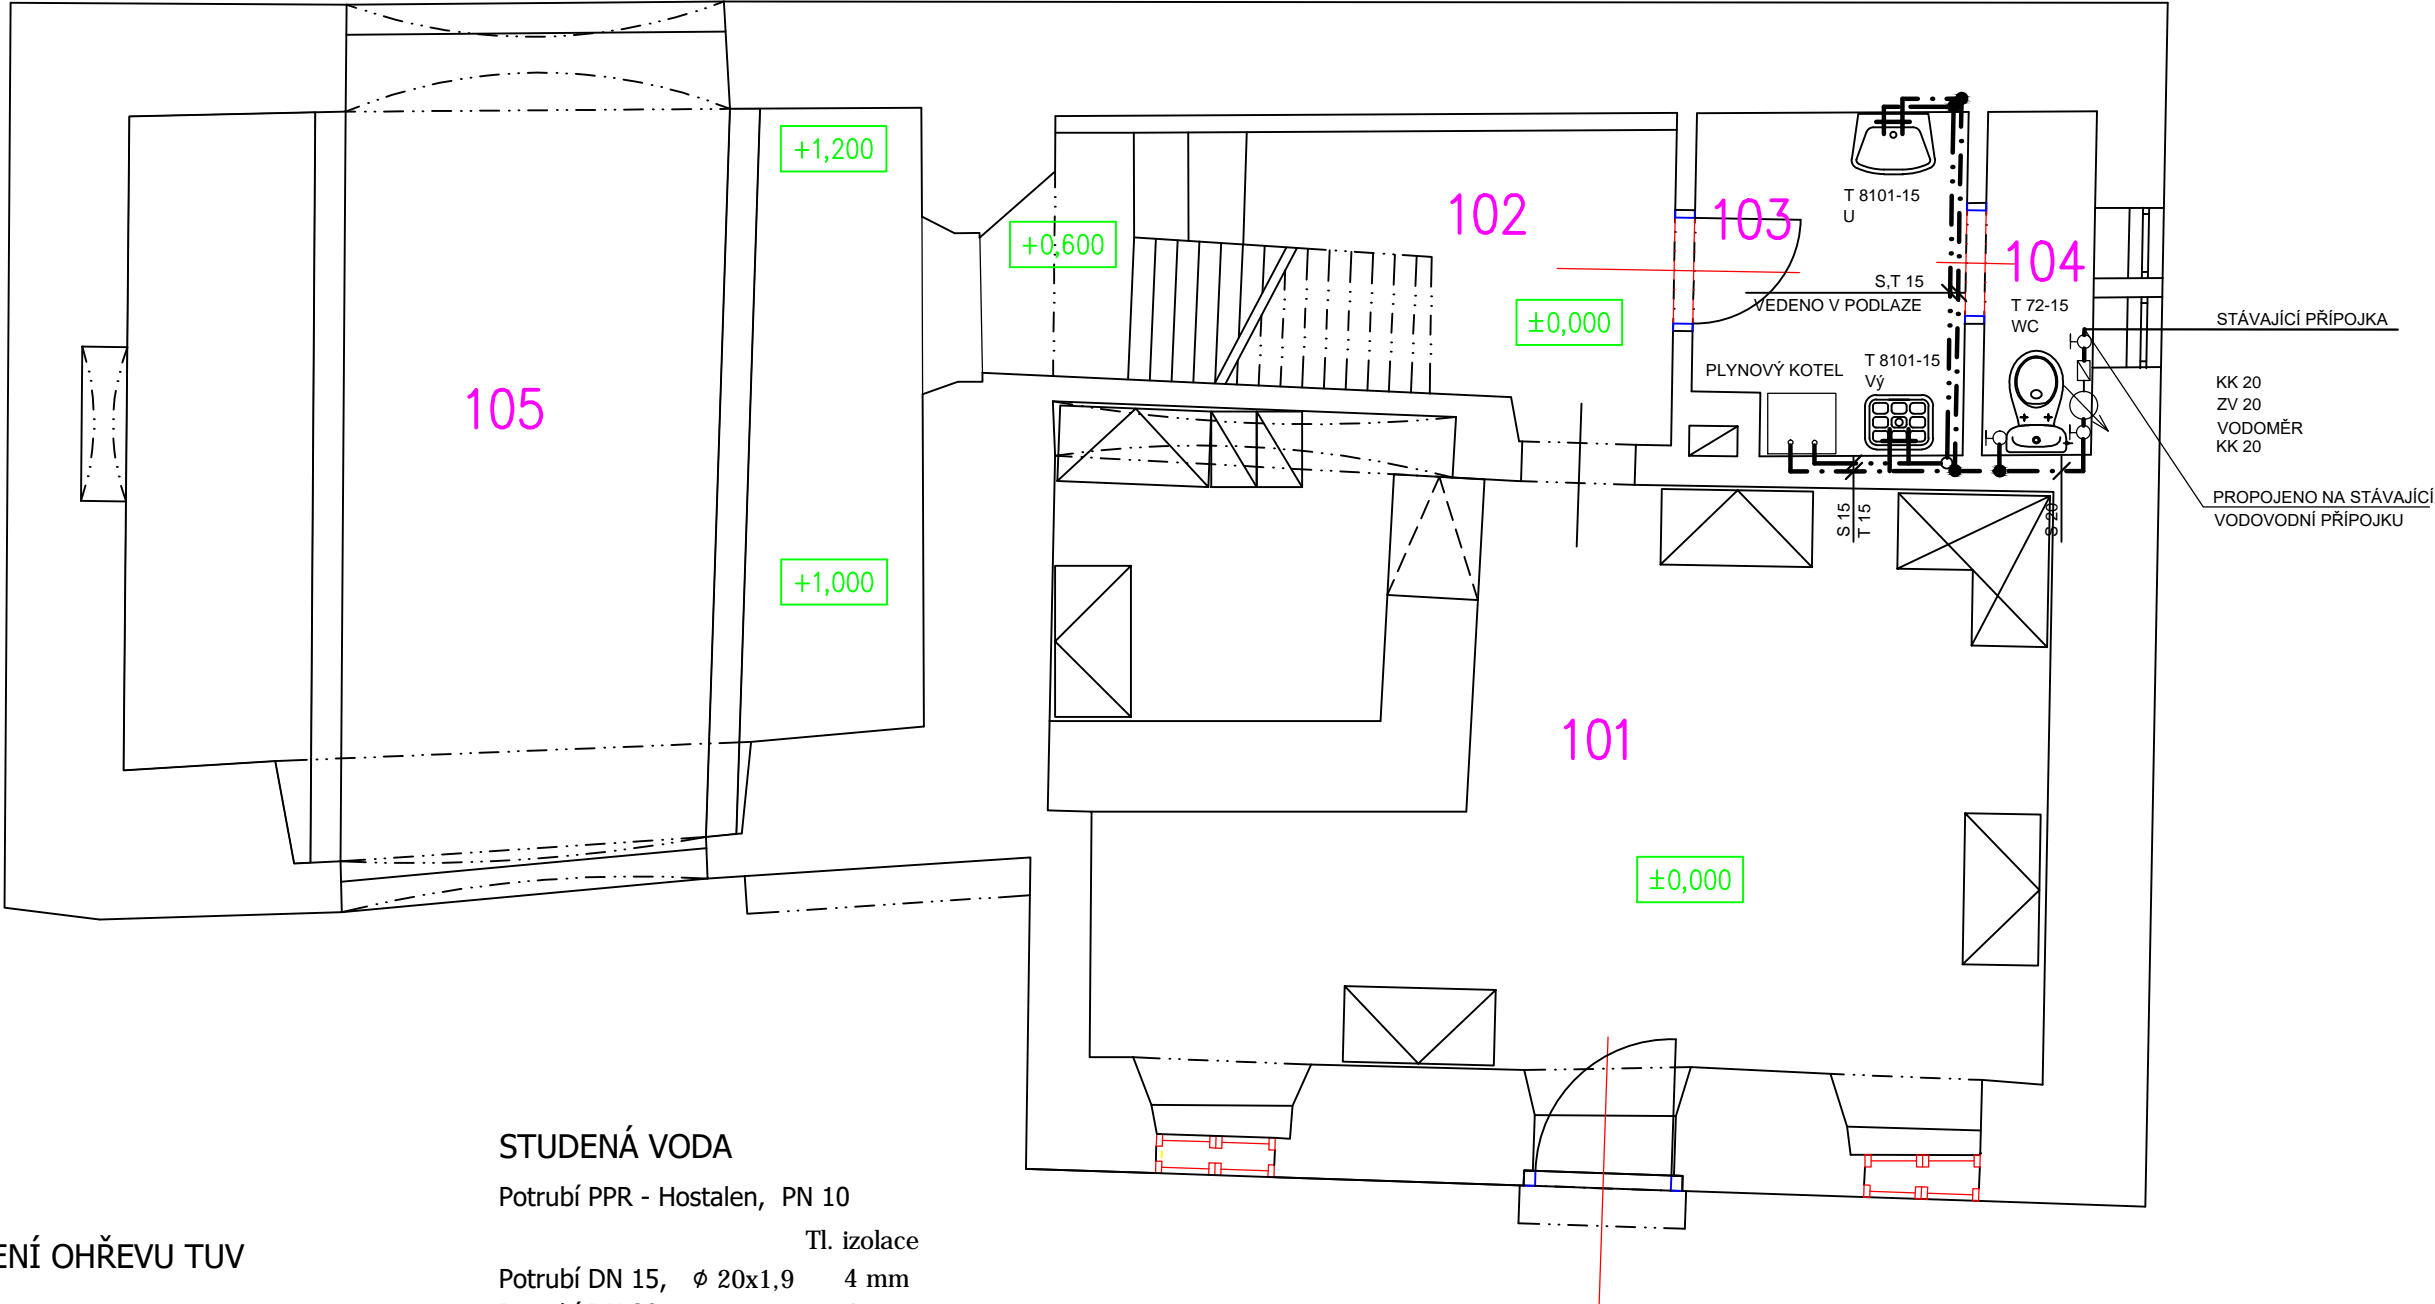 +1,200
102
103
T 8101-15
U
+0,600
104
S,T 15
VEDENO V PODLAZE
T 72-15
WC
±0,000
STÁVAJÍCÍ PŘÍPOJKA
PLYNOVÝ KOTEL
T 8101-15
Vý
KK 20
ZV 20
VODOMĚR
KK 20
105
PROPOJENO NA STÁVAJÍCÍ
VODOVODNÍ PŘÍPOJKU
S 15
T 15
S 20
+1,000
101
±0,000
STUDENÁ VODA
Potrubí PPR - Hostalen, PN 10
Tl. izolace
ENÍ OHŘEVU TUV
Potrubí DN 15, ϕ 20x1,9 4 mm